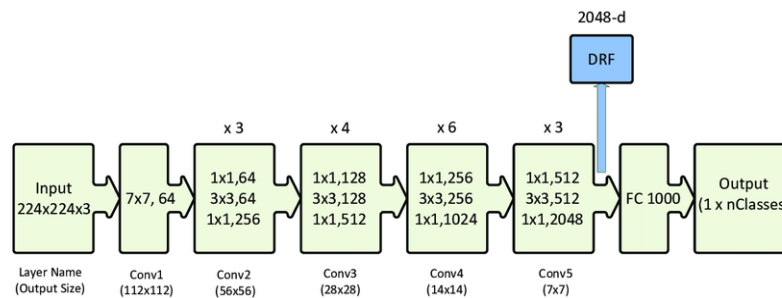 2048-d
DRF
x 3
x 4
x 6
x 3
Input
224x224x3
7x7, 64
1x1,64
3x3,64
1x1,256
1x1,128
3x3,128
1x1,512
1x1,256
3x3,256
1x1,1024
1x1,512
3x3,512
1x1,2048
FC 1000
Output
(1 x nClasses
Layer Name
(Output Size)
Conv1
(112x112)
Conv2
(56x56)
Conv3
(28x28)
Conv4
(14x14)
Conv5
(7x7)